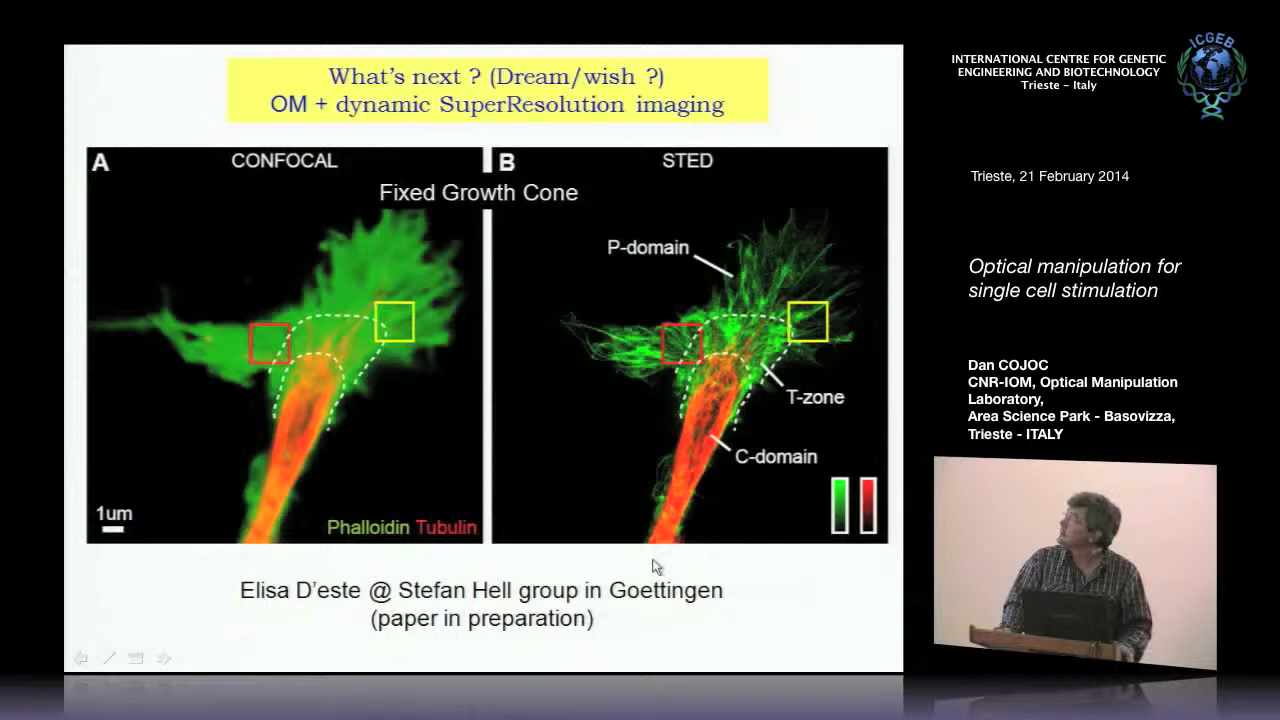 What's next ? (Dream/wish ?)
OM + dynamic SuperResolution imaging
A
CONFOCAL
B
STED
Fixed Growth Cone
P-domain
T-zone
C-domain
1um
Phalloidin Tubulin
Elisa D'este @ Stefan Hell group in Goettingen
(paper in preparation)
INTERNATIONAL CENTRE FOR GENETIC
ENGINEERING AND BIOTECHNOLOGY
Trieste - Italy
ICGEB
Trieste, 21 February 2014
Optical manipulation for
single cell stimulation
Dan COJOC
CNR-IOM, Optical Manipulation
Laboratory,
Area Science Park - Basovizza,
Trieste - ITALY